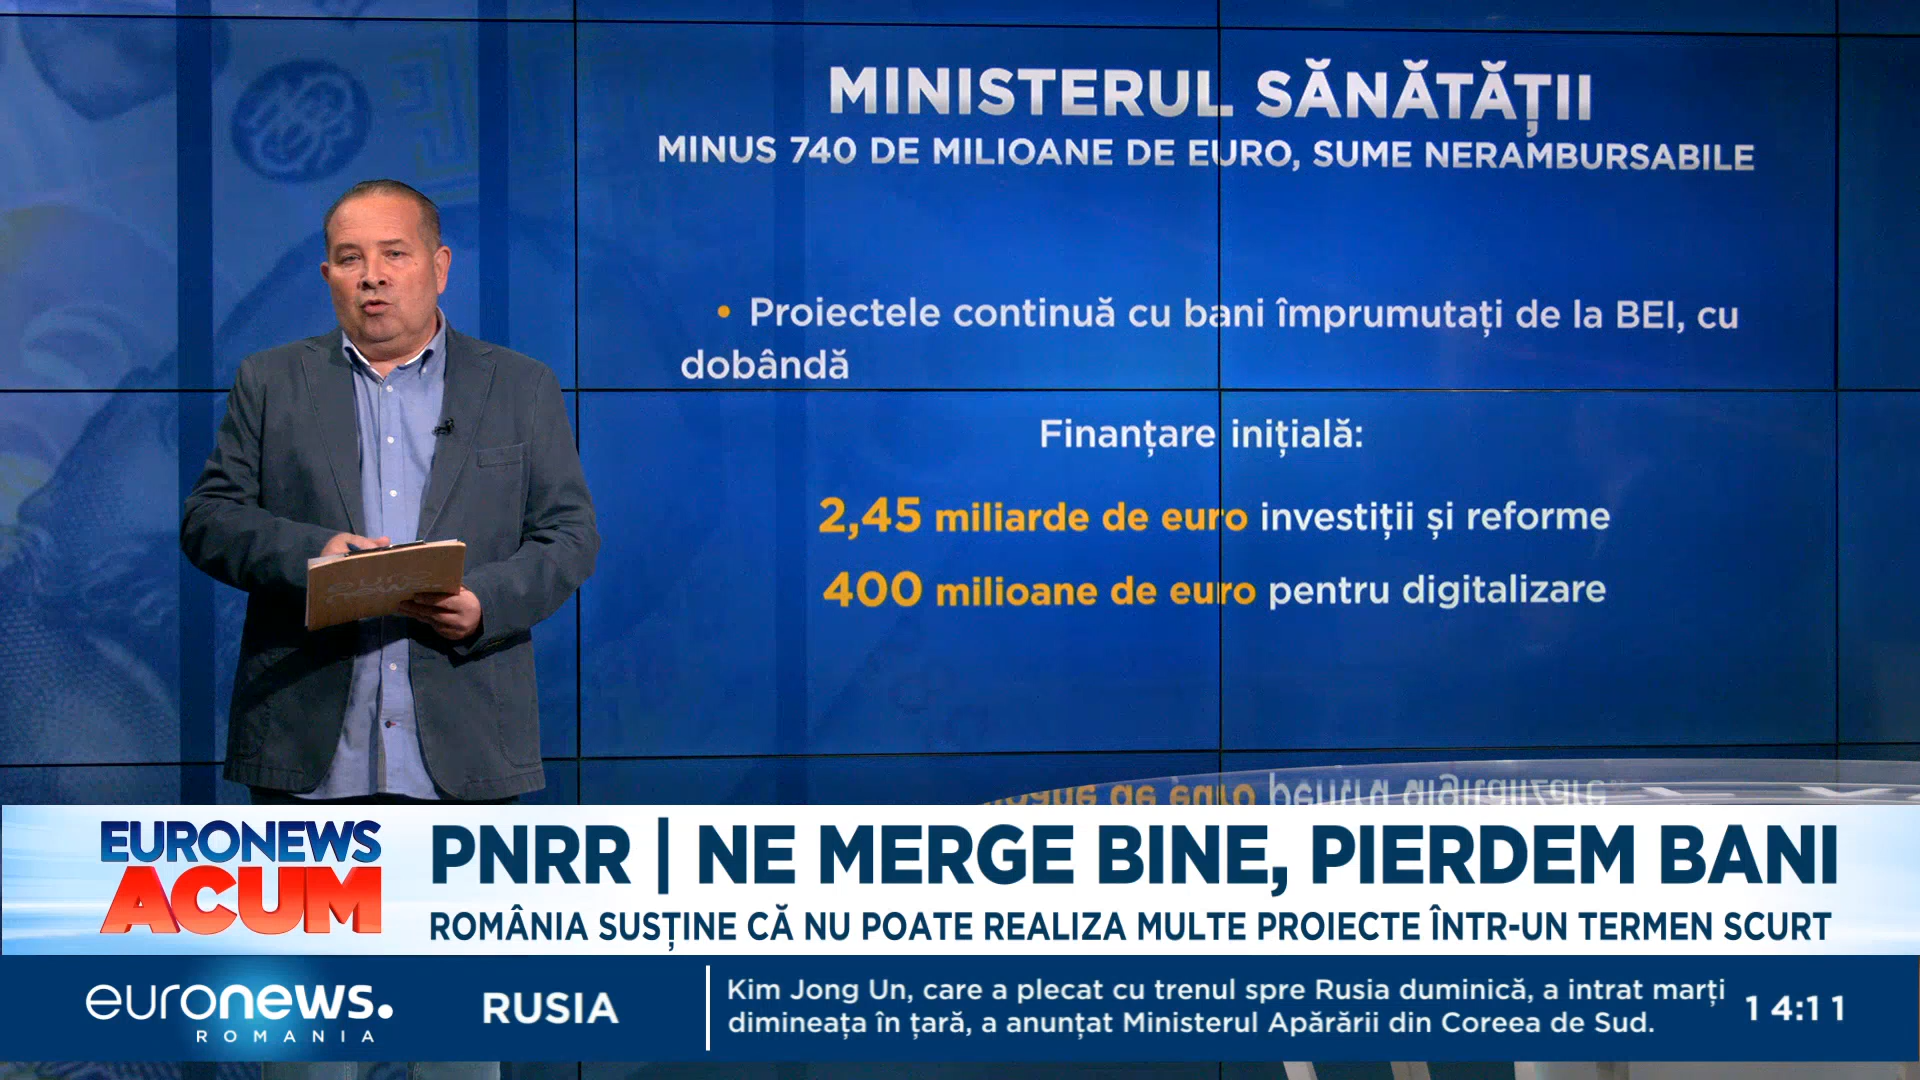 MINISTERUL SĂNĂTĂȚII
MINUS 740 DE MILIOANE DE EURO, SUME NERAMBURSABILE
• Proiectele continuă cu bani împrumutați de la BEI, cu
dobândă
Finanțare inițială:
2,45 miliarde de euro investiții și reforme
400 milioane de euro pentru digitalizare
EURONEWS
ACUM
PNRR | NE MERGE BINE, PIERDEM BANI
ROMÂNIA SUSȚINE CĂ NU POATE REALIZA MULTE PROIECTE ÎNTR-UN TERMEN SCURT
euronews.
ROMANIA
RUSIA
Kim Jong Un, care a plecat cu trenul spre Rusia duminică, a intrat marți
dimineața în țară, a anunțat Ministerul Apărării din Coreea de Sud.
14:11